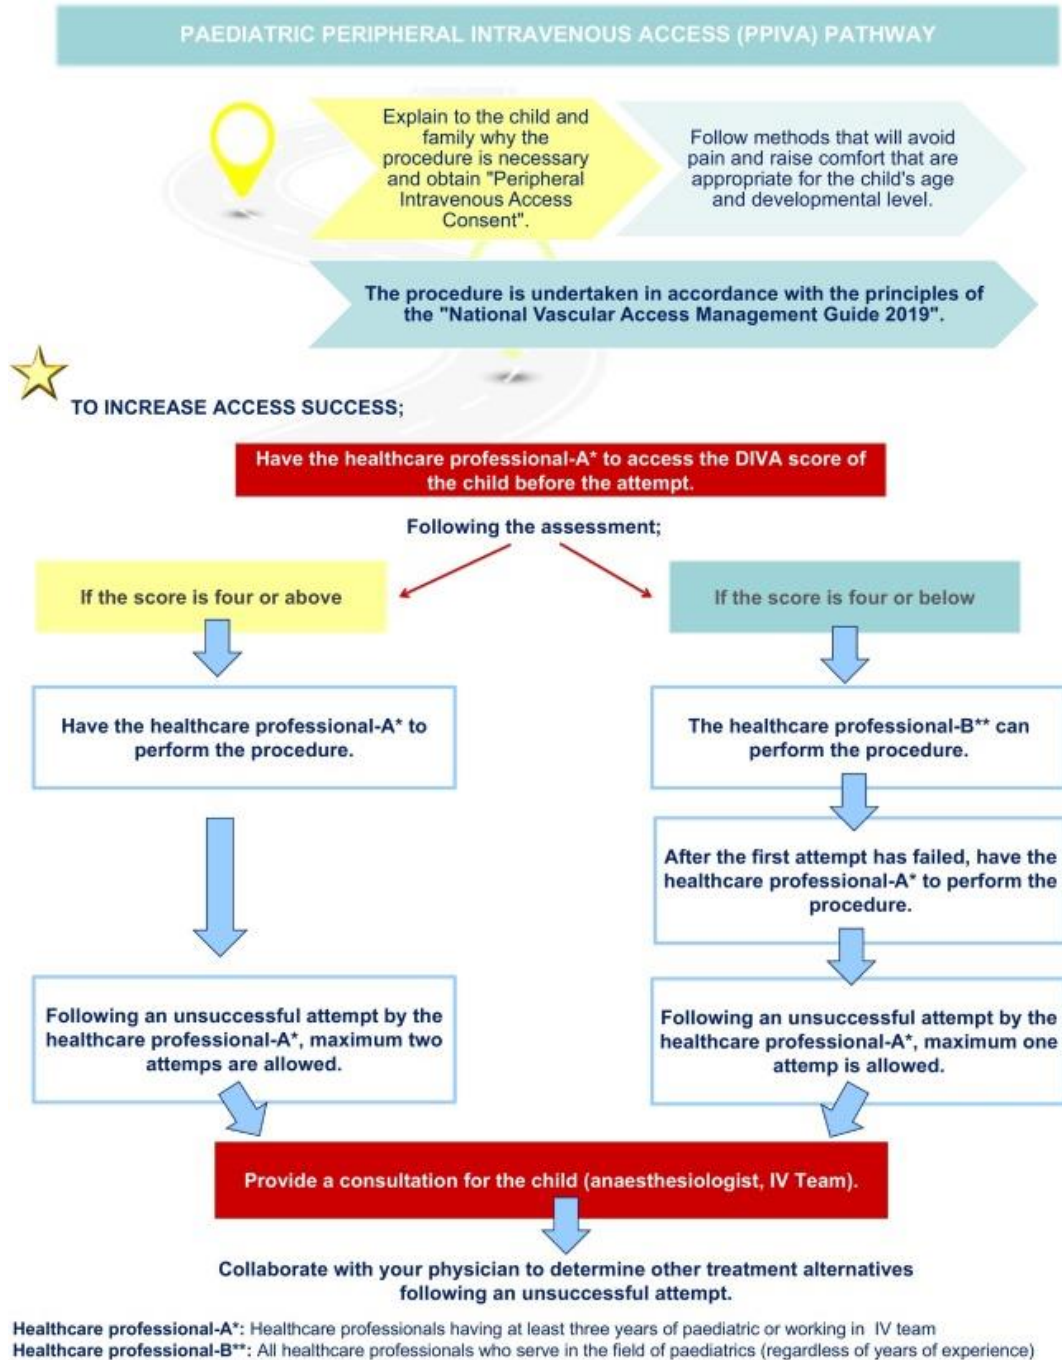 PAEDIATRIC PERIPHERAL INTRAVENOUS ACCESS (PPIVA) PATHWAY
Explain to the child and
family why the
procedure is necessary
and obtain "Peripheral
Intravenous Access
Consent".
Follow methods that will avoid
pain and raise comfort that are
appropriate for the child's age
and developmental level.
The procedure is undertaken in accordance with the principles of
the "National Vascular Access Management Guide 2019".
TO INCREASE ACCESS SUCCESS;
Have the healthcare professional-A* to access the DIVA score of
the child before the attempt.
Following the assessment;
If the score is four or above
Have the healthcare professional-A* to
perform the procedure.
Following an unsuccessful attempt by the
healthcare professional-A*, maximum two
attemps are allowed.
If the score is four or below
The healthcare professional-B** can
perform the procedure.
After the first attempt has failed, have the
healthcare professional-A* to perform the
procedure.
Following an unsuccessful attempt by the
healthcare professional-A*, maximum one
attemp is allowed.
Provide a consultation for the child (anaesthesiologist, IV Team).
Collaborate with your physician to determine other treatment alternatives
following an unsuccessful attempt.
Healthcare professional-A*: Healthcare professionals having at least three years of paediatric or working in IV team
Healthcare professional-B**: All healthcare professionals who serve in the field of paediatrics (regardless of years of experience)